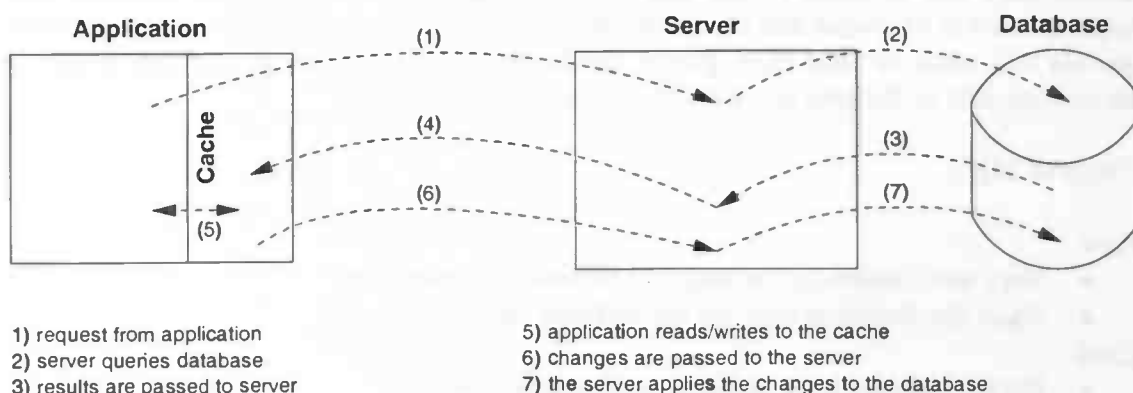 Application
Server
Database
(1)
(2)
(4)
(3)
Cache
(6)
(7)
(5)
1) request from application
2) server queries database
3) results are passed to server
5) application reads/writes to the cache
6) changes are passed to the server
7) the server applies the changes to the database